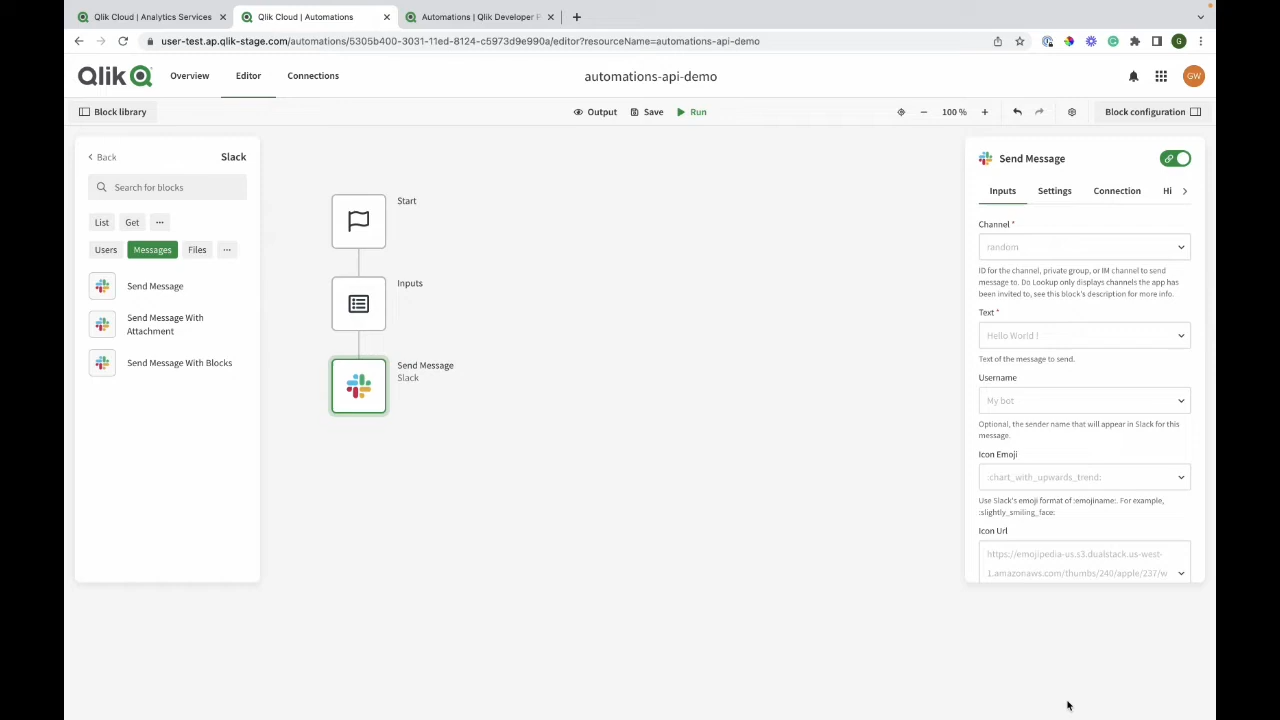 Qlik Cloud | Analytics Services
Qlik Cloud | Automations
Automations | Qlik Developer P
user-test.ap.qlik-stage.com/automations/5305b400-3031-11ed-8124-c5973d9e990a/editor?resourceName=automations-api-demo
G
Qlik
Overview
Editor
Connections
automations-api-demo
GW
Block library
Output
Save
Run
100 %
Block configuration
Back
Slack
Search for blocks
List
Get
Users
Messages
Files
Send Message
Send Message With
Attachment
Send Message With Blocks
Start
Inputs
Send Message
Slack
Send Message
Inputs
Settings
Connection
Hi
Channel *
random
ID for the channel, private group, or IM channel to send
message to. Do Lookup only displays channels the app has
been invited to, see this block's description for more info.
Text *
Hello World !
Text of the message to send.
Username
My bot
Optional, the sender name that will appear in Slack for this
message.
Icon Emoji
:chart_with_upwards_trend:
Use Slack's emoji format of :emojiname:. For example,
:slightly_smiling_face:
Icon Url
https://emojipedia-us.s3.dualstack.us-west-
1.amazonaws.com/thumbs/240/apple/237/w